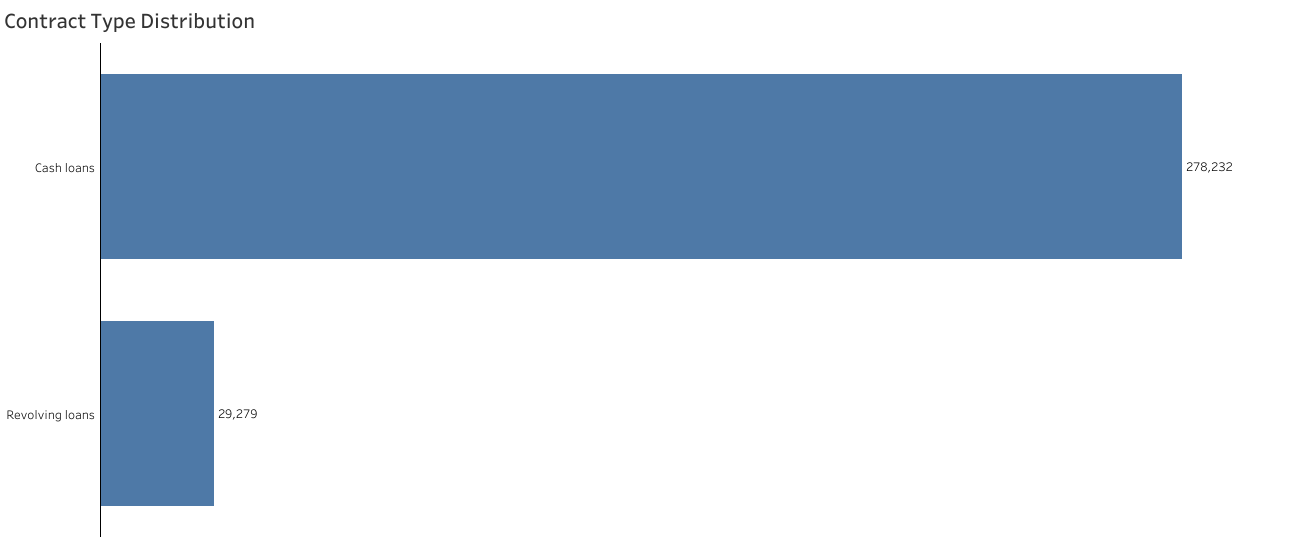 Contract Type Distribution
Cash loans 278,232
Revolving loans 29,279